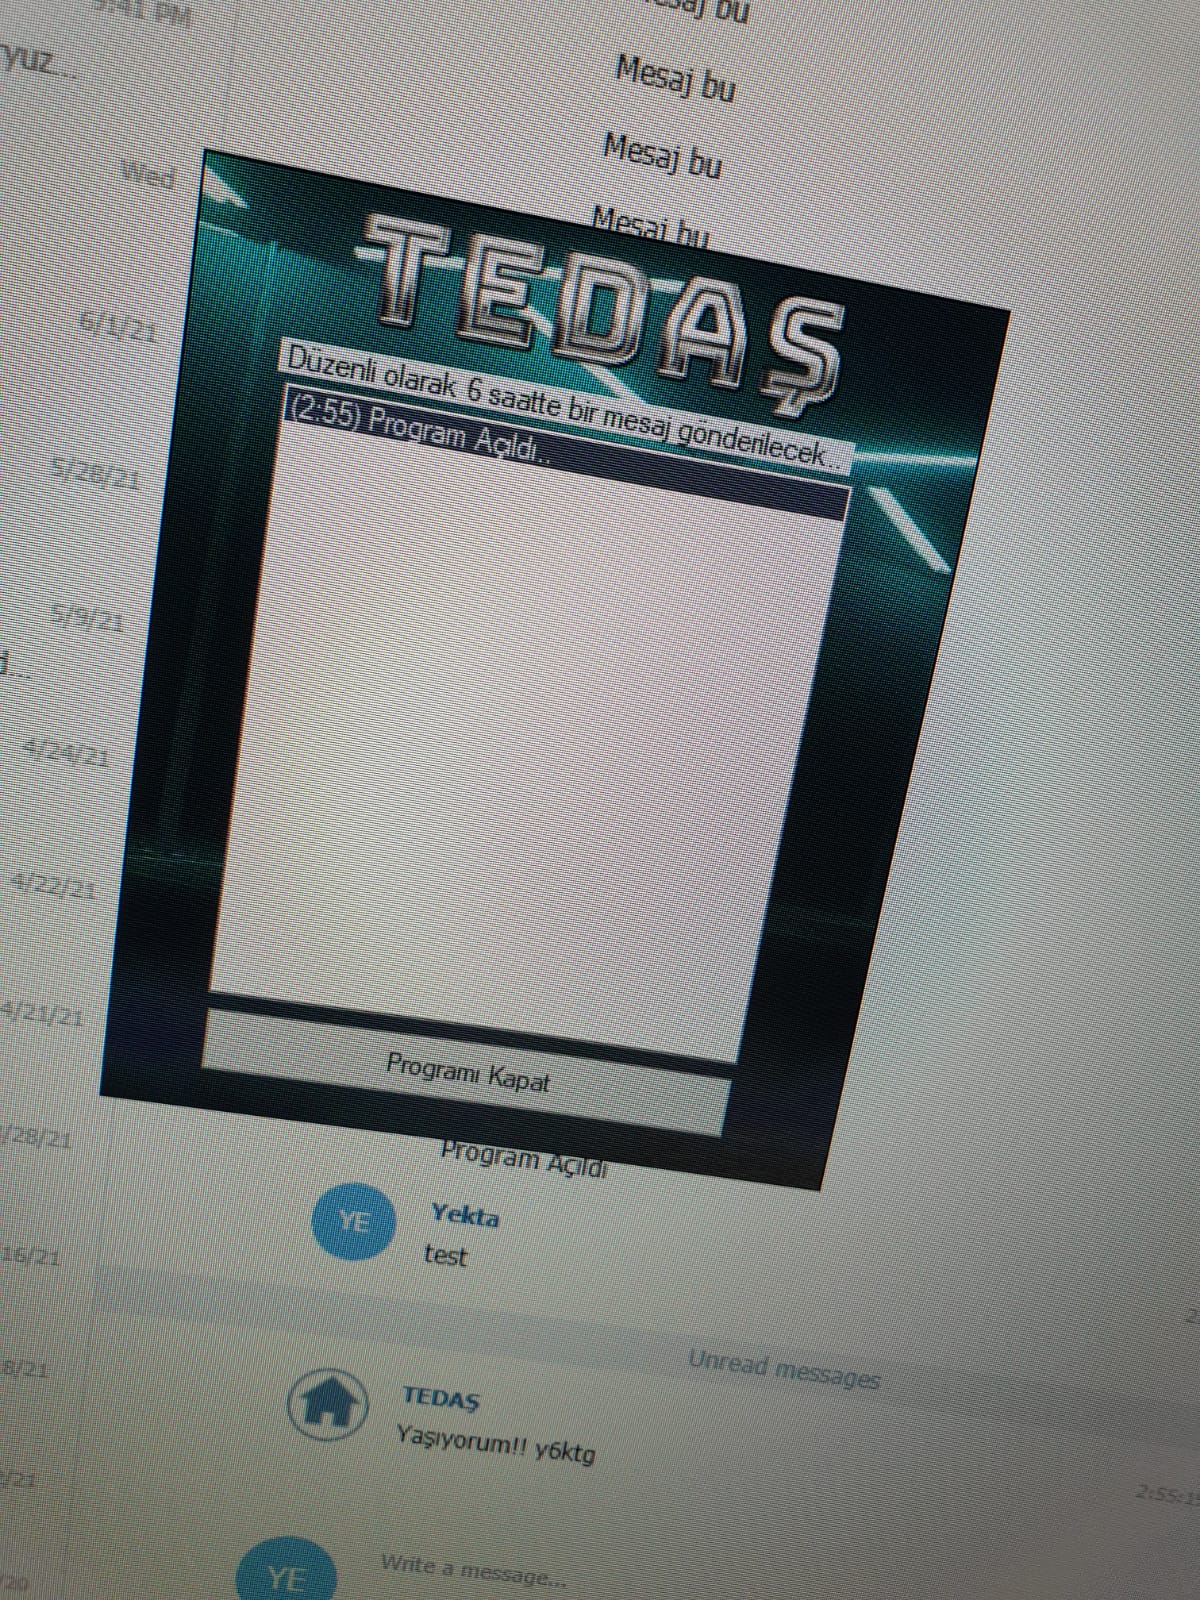 9:41 PM
saj bu
yuz...
Mesaj bu
Mesaj bu
Wed
Mesaj bu
TEDAŞ
6/1/21
Düzenli olarak 6 saatte bir mesaj gönderilecek..
(2:55) Program Açıldı..
5/28/21
5/9/21
d...
4/24/21
4/22/21
4/21/21
Programı Kapat
/28/21
Program Açıldı
Yekta
YE
test
16/21
Unread messages
8/21
TEDAŞ
Yaşıyorum!! y6ktg
/21
2:55:15
Write a message...
YE
/20